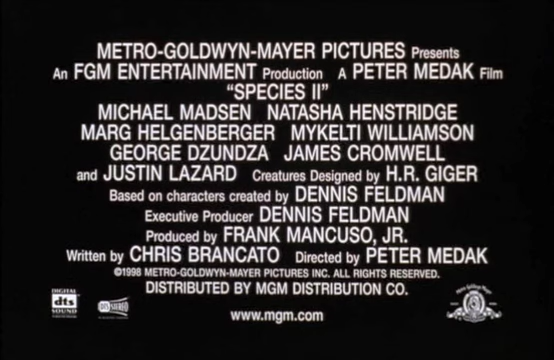 METRO-GOLDWYN-MAYER PICTURES Presents
An FGM ENTERTAINMENT Production A PETER MEDAK Film
"SPECIES II"
MICHAEL MADSEN NATASHA HENSTRIDGE
MARG HELGENBERGER MYKELTI WILLIAMSON
GEORGE DZUNDZA JAMES CROMWELL
and JUSTIN LAZARD Creatures Designed by H.R. GIGER
Based on characters created by DENNIS FELDMAN
Executive Producer DENNIS FELDMAN
Produced by FRANK MANCUSO, JR.
Written by CHRIS BRANCATO Directed by PETER MEDAK
©1998 METRO-GOLDWYN-MAYER PICTURES INC. ALL RIGHTS RESERVED.
DISTRIBUTED BY MGM DISTRIBUTION CO.
DIGITAL
dts
SOUND
STEREO
Metro Goldwyn Mayer
www.mgm.com